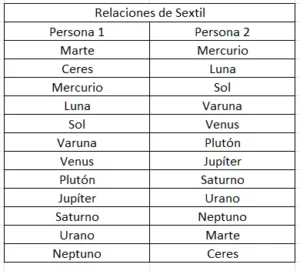 Relaciones de Sextil
Persona 1 Persona 2
Marte Mercurio
Ceres Luna
Mercurio Sol
Luna Varuna
Sol Venus
Varuna Plutón
Venus Jupíter
Plutón Saturno
Jupíter Urano
Saturno Neptuno
Urano Marte
Neptuno Ceres